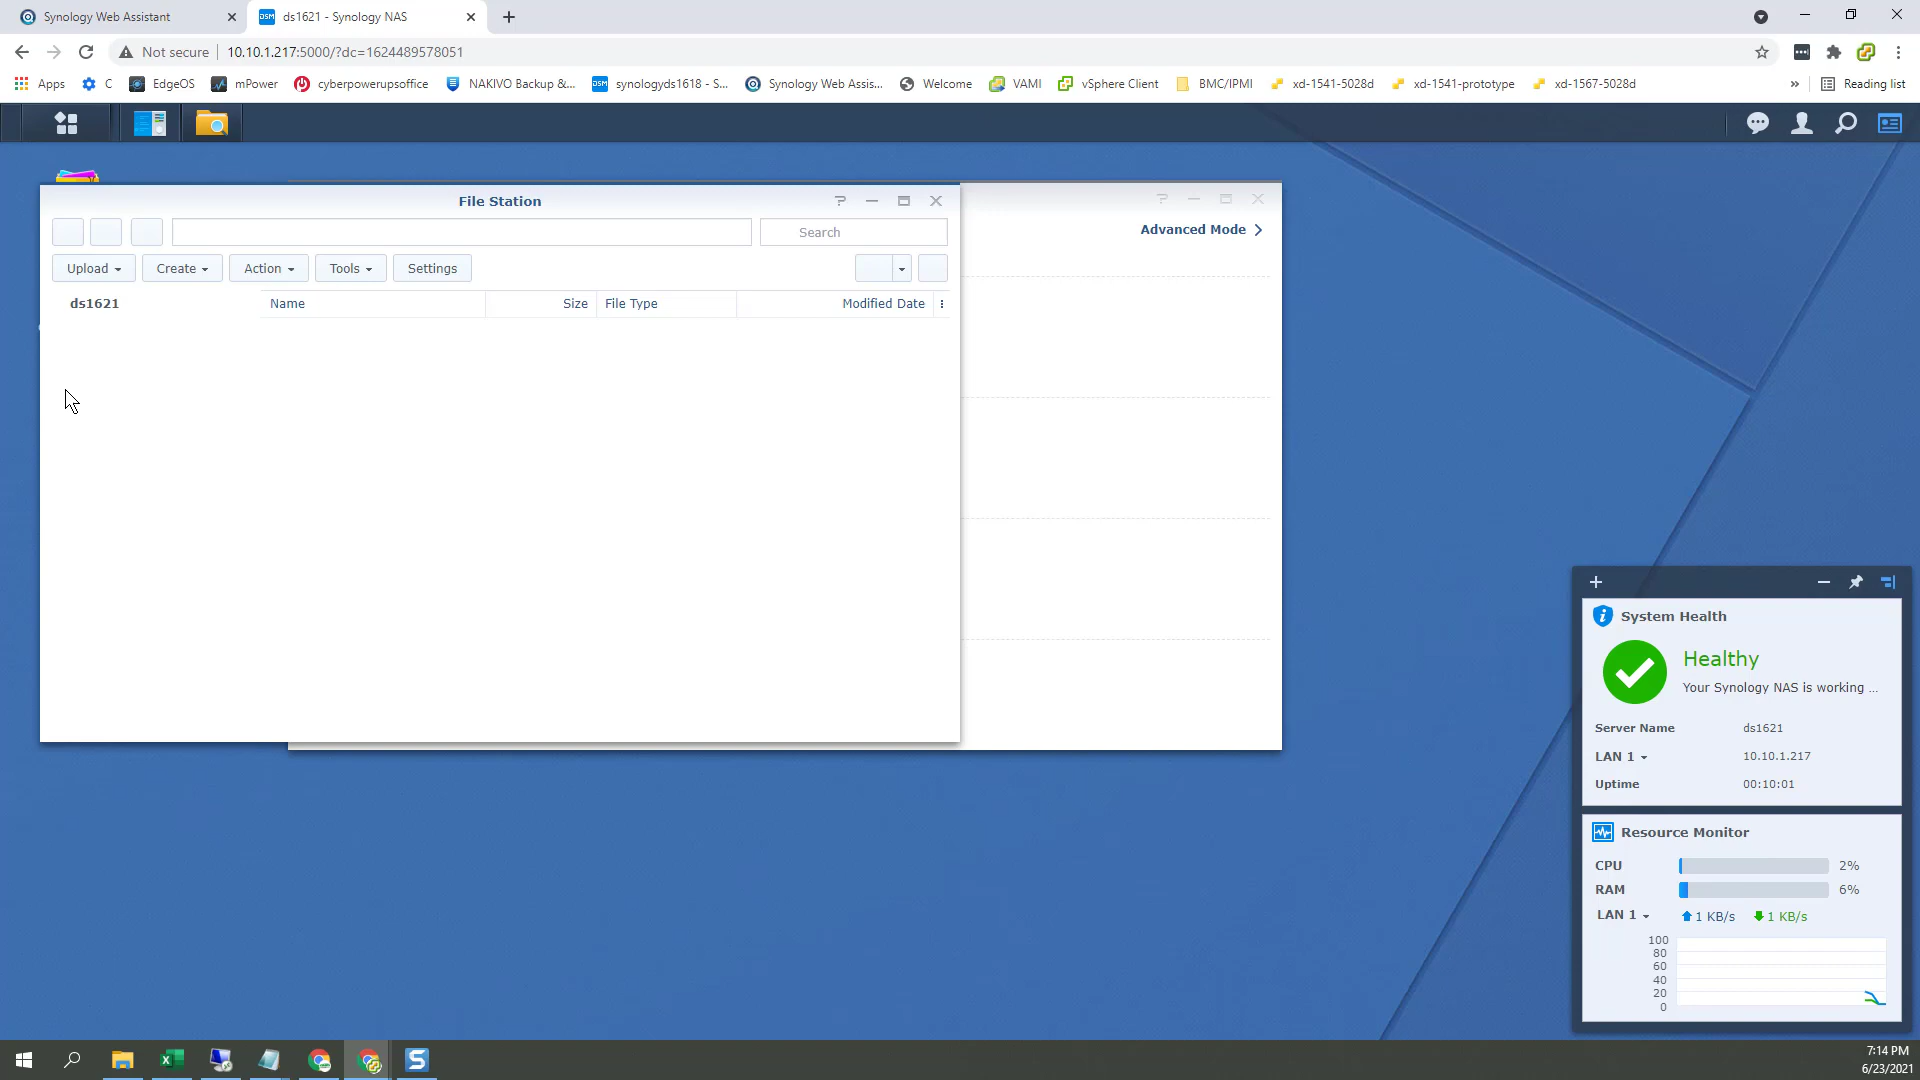 Synology Web Assistant
DSM ds1621 - Synology NAS
Not secure 10.10.1.217:5000/?dc=1624489578051
Apps C EdgeOS mPower cyberpowerupsoffice NAKIVO Backup &... DSM synologyds1618 - S... Synology Web Assis... Welcome VAMI vSphere Client BMC/IPMI xd-1541-5028d xd-1541-prototype xd-1567-5028d » Reading list
File Station
Advanced Mode
Search
Upload Create Action Tools Settings
ds1621 Name Size File Type Modified Date
System Health
Healthy
Your Synology NAS is working ...
Server Name ds1621
LAN 1 10.10.1.217
Uptime 00:10:01
Resource Monitor
CPU 2%
RAM 6%
LAN 1 1 KB/s 1 KB/s
100
80
60
40
20
0
7:14 PM
6/23/2021